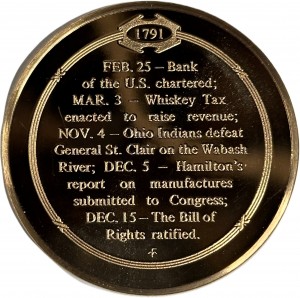 1791
FEB. 25 — Bank
of the U.S. chartered;
MAR. 3 — Whiskey Tax
enacted to raise revenue;
NOV. 4 — Ohio Indians defeat
General St. Clair on the Wabash
River; DEC. 5 — Hamilton's
report on manufactures
submitted to Congress;
DEC. 15 — The Bill of
Rights ratified.